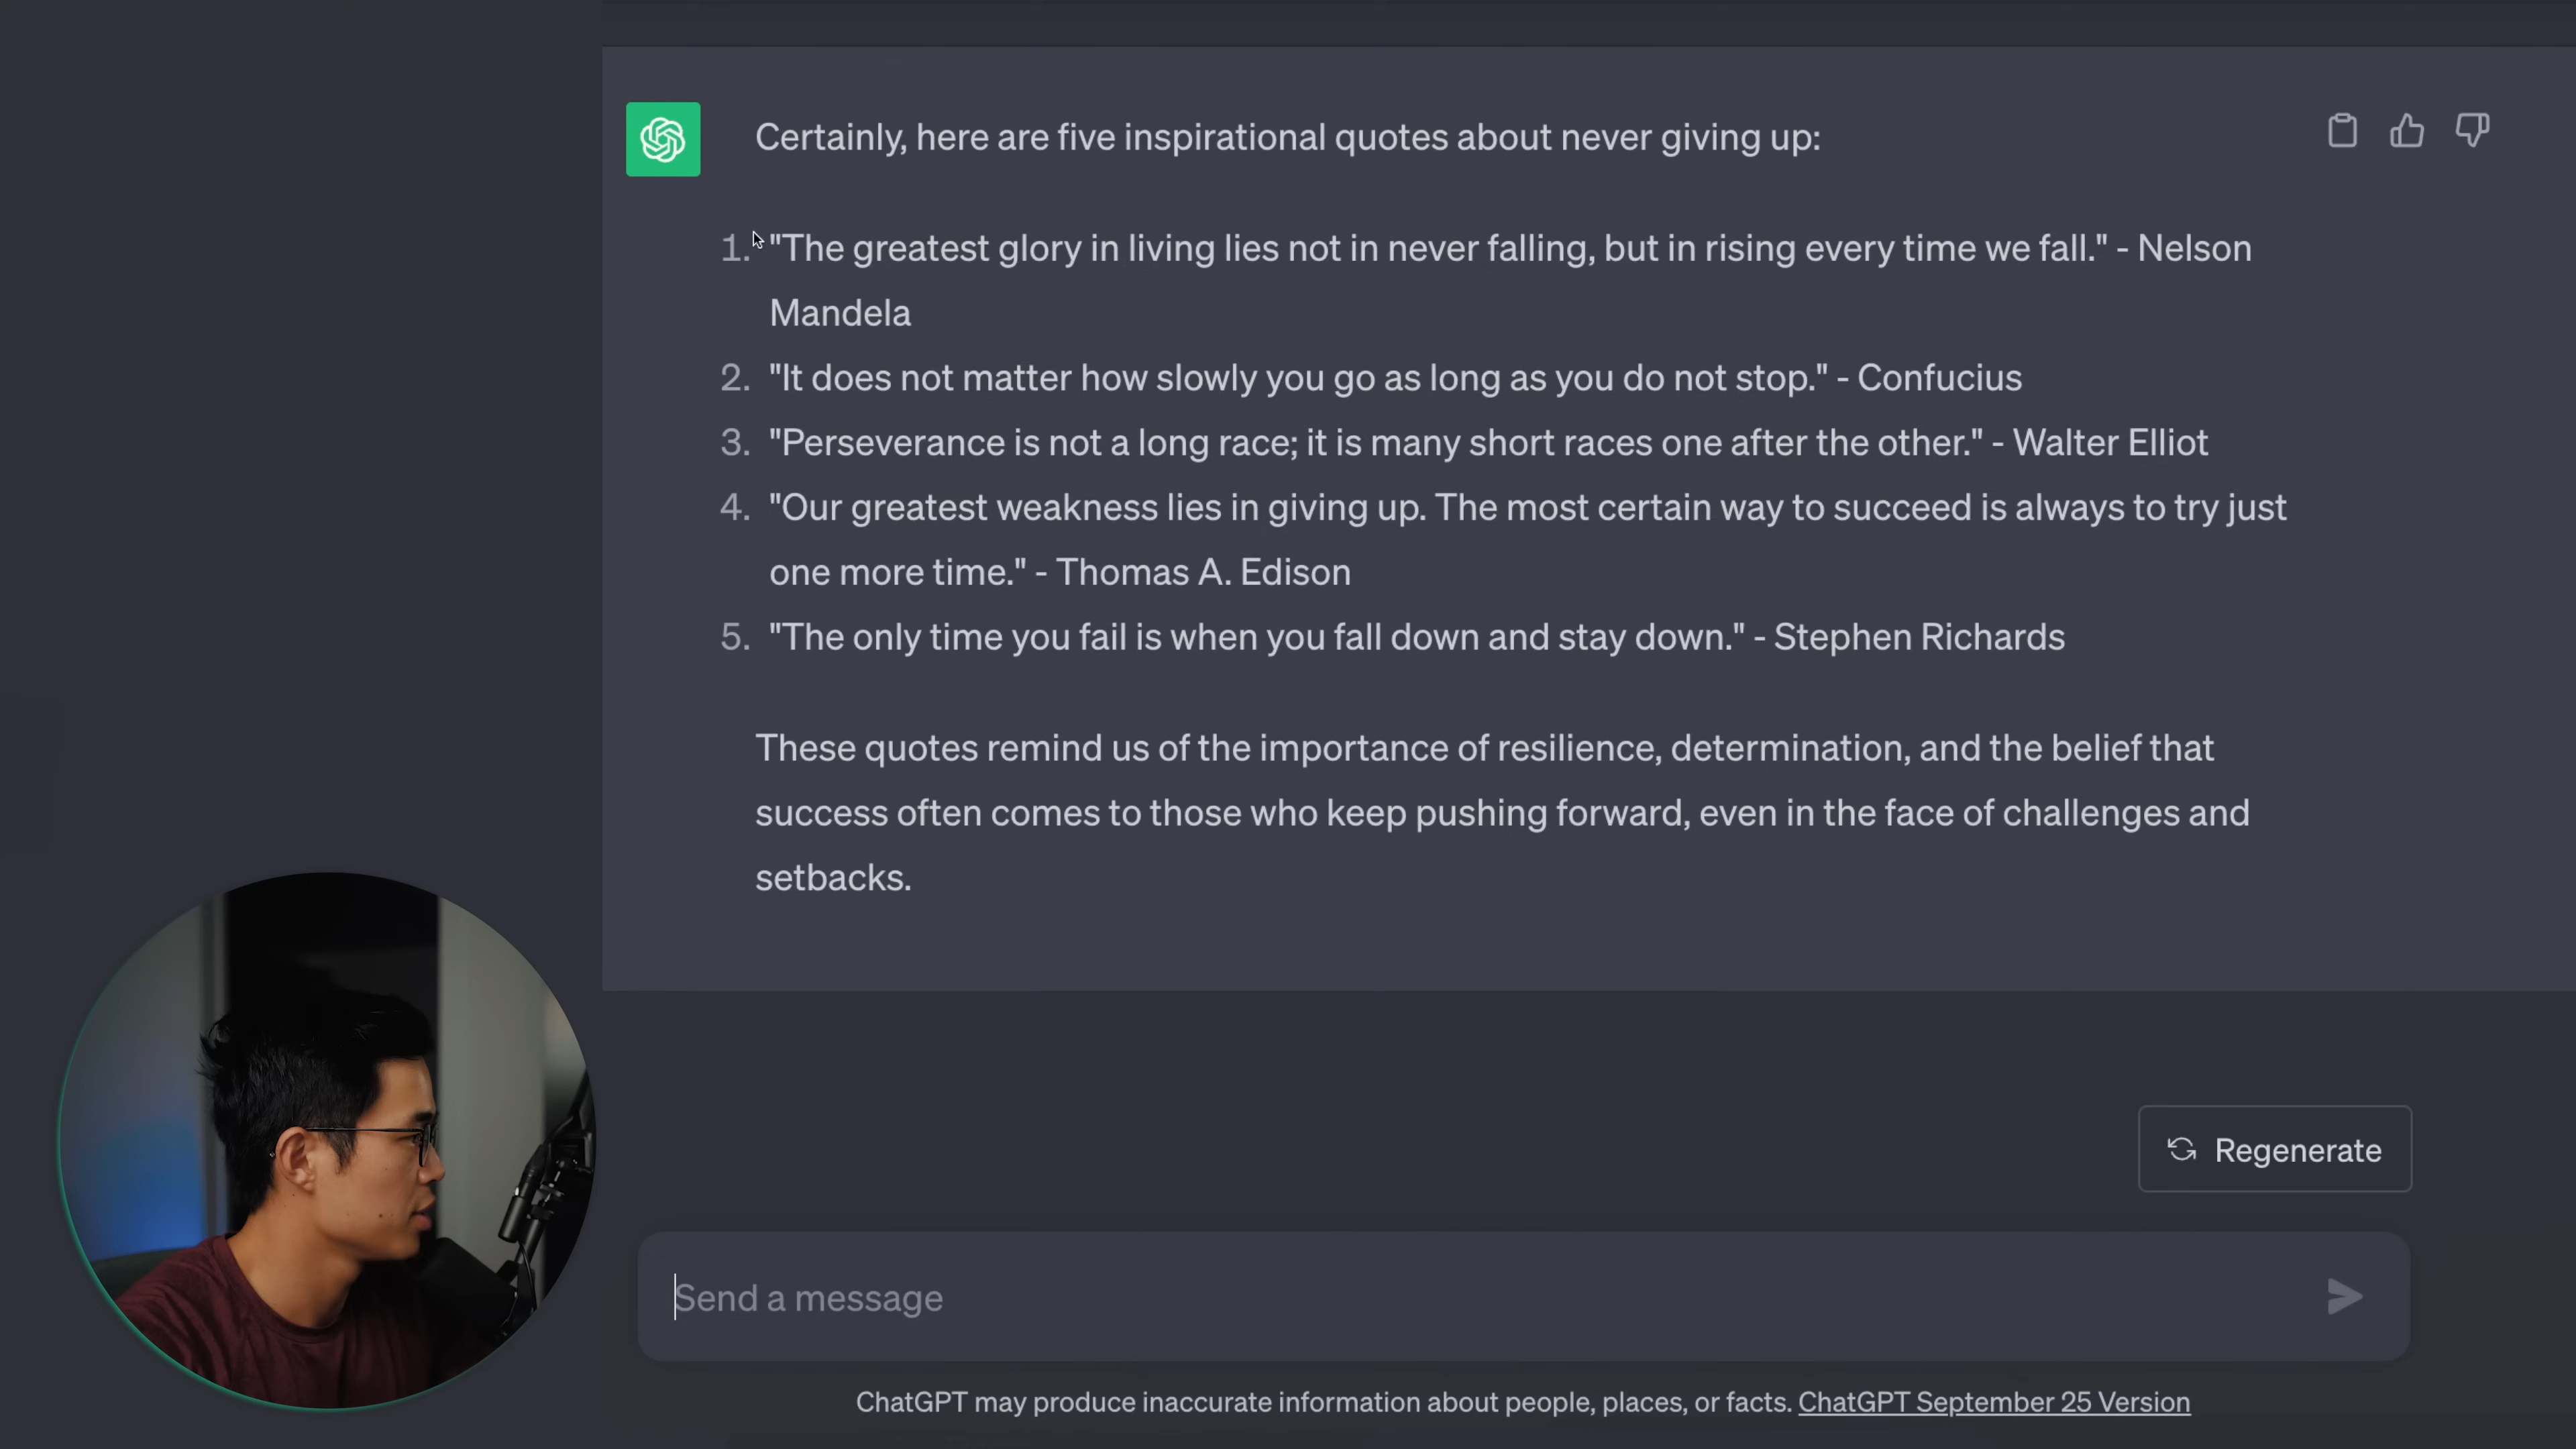 Certainly, here are five inspirational quotes about never giving up:
1. "The greatest glory in living lies not in never falling, but in rising every time we fall." - Nelson
Mandela
2. "It does not matter how slowly you go as long as you do not stop." - Confucius
3. "Perseverance is not a long race; it is many short races one after the other." - Walter Elliot
4. "Our greatest weakness lies in giving up. The most certain way to succeed is always to try just
one more time." - Thomas A. Edison
5. "The only time you fail is when you fall down and stay down." - Stephen Richards
These quotes remind us of the importance of resilience, determination, and the belief that
success often comes to those who keep pushing forward, even in the face of challenges and
setbacks.
Regenerate
Send a message
ChatGPT may produce inaccurate information about people, places, or facts. ChatGPT September 25 Version